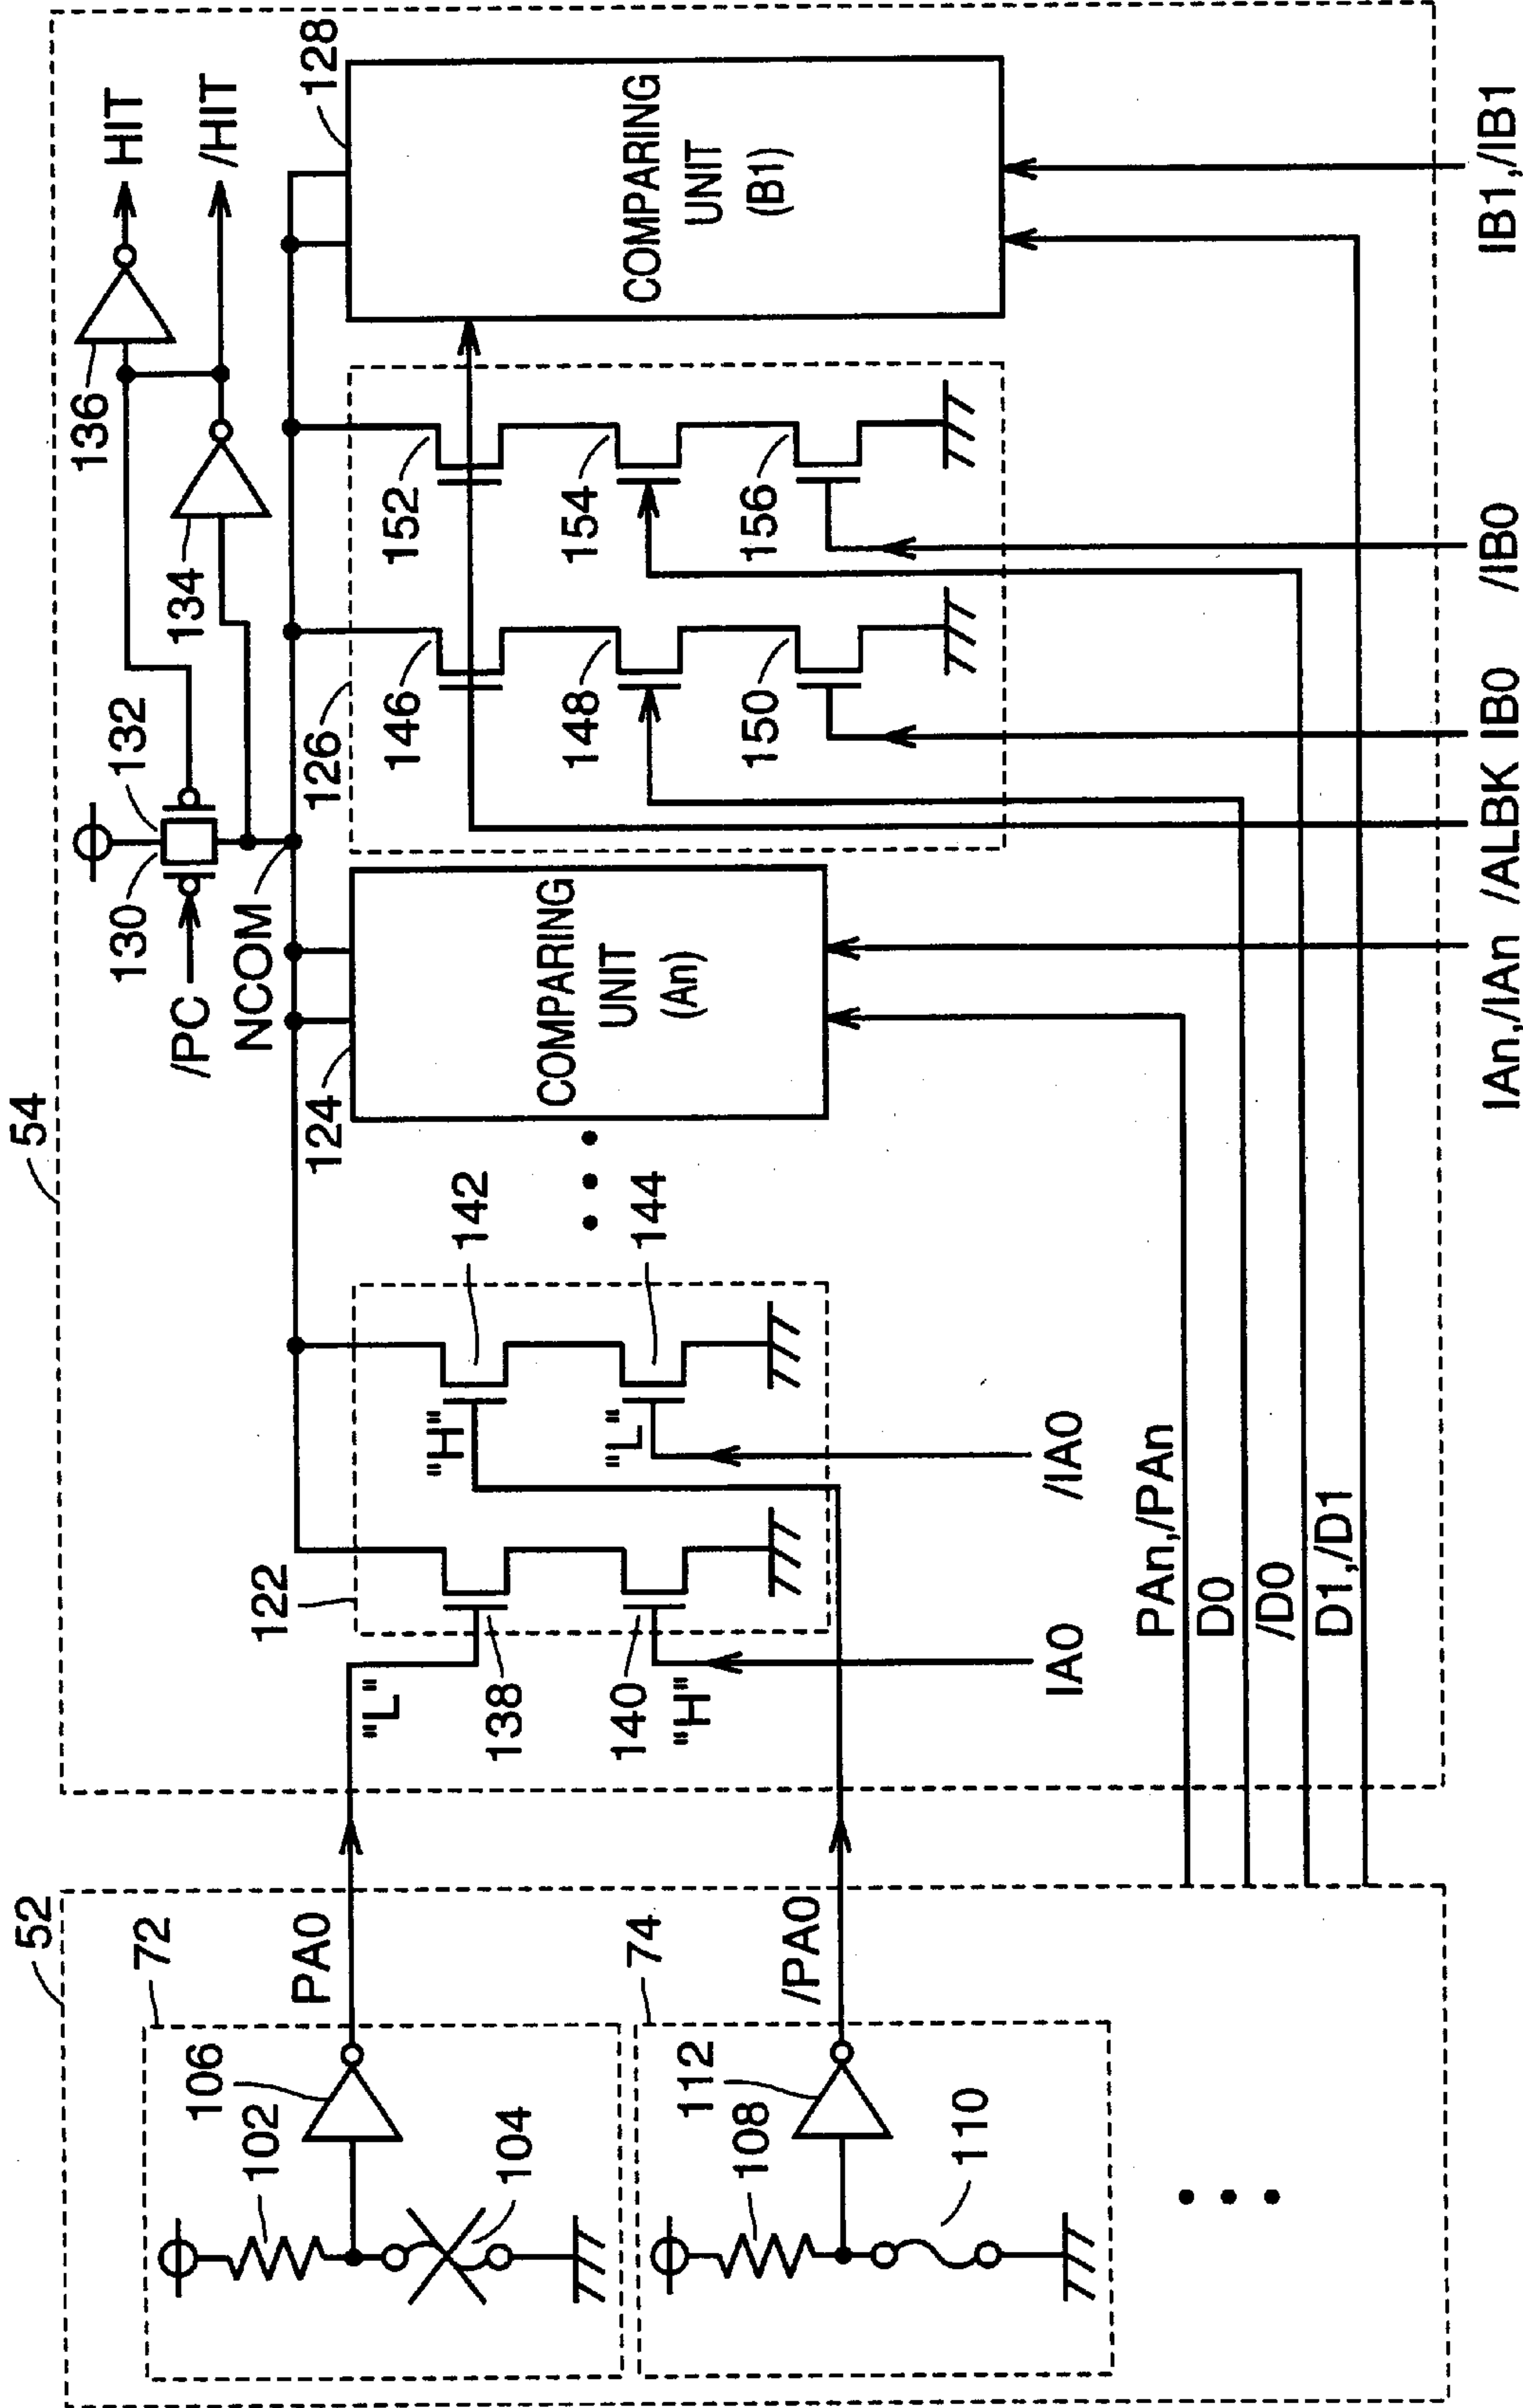 52
72
106
102
104
PA0
74
112
108
110
/PA0
54
122
"L"
138
140
"H"
IA0
"H"
142
"L"
144
/IA0
PAn,/PAn
D0
/D0
D1,/D1
124
COMPARING
UNIT
(An)
IAn,/IAn
/PC
NCOM
130
132
134
136
HIT
/HIT
126
146
148
150
152
154
156
/ALBK
IB0
/IB0
128
COMPARING
UNIT
(B1)
IB1,/IB1